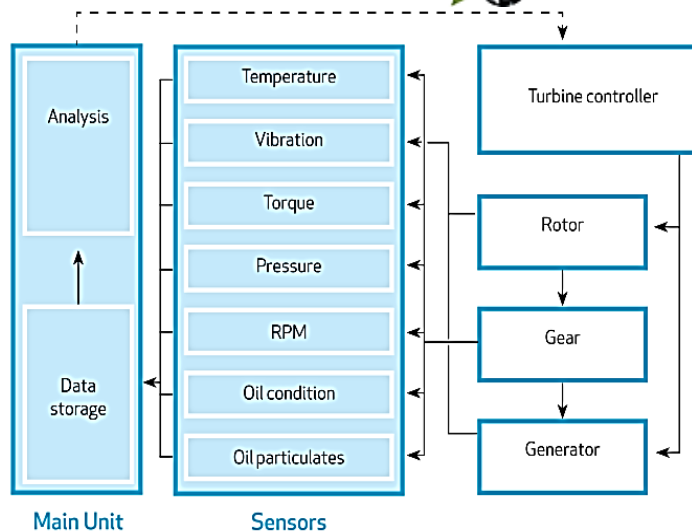 Analysis
Data
storage
Main Unit
Temperature
Vibration
Torque
Pressure
RPM
Oil condition
Oil particulates
Sensors
Turbine controller
Rotor
Gear
Generator